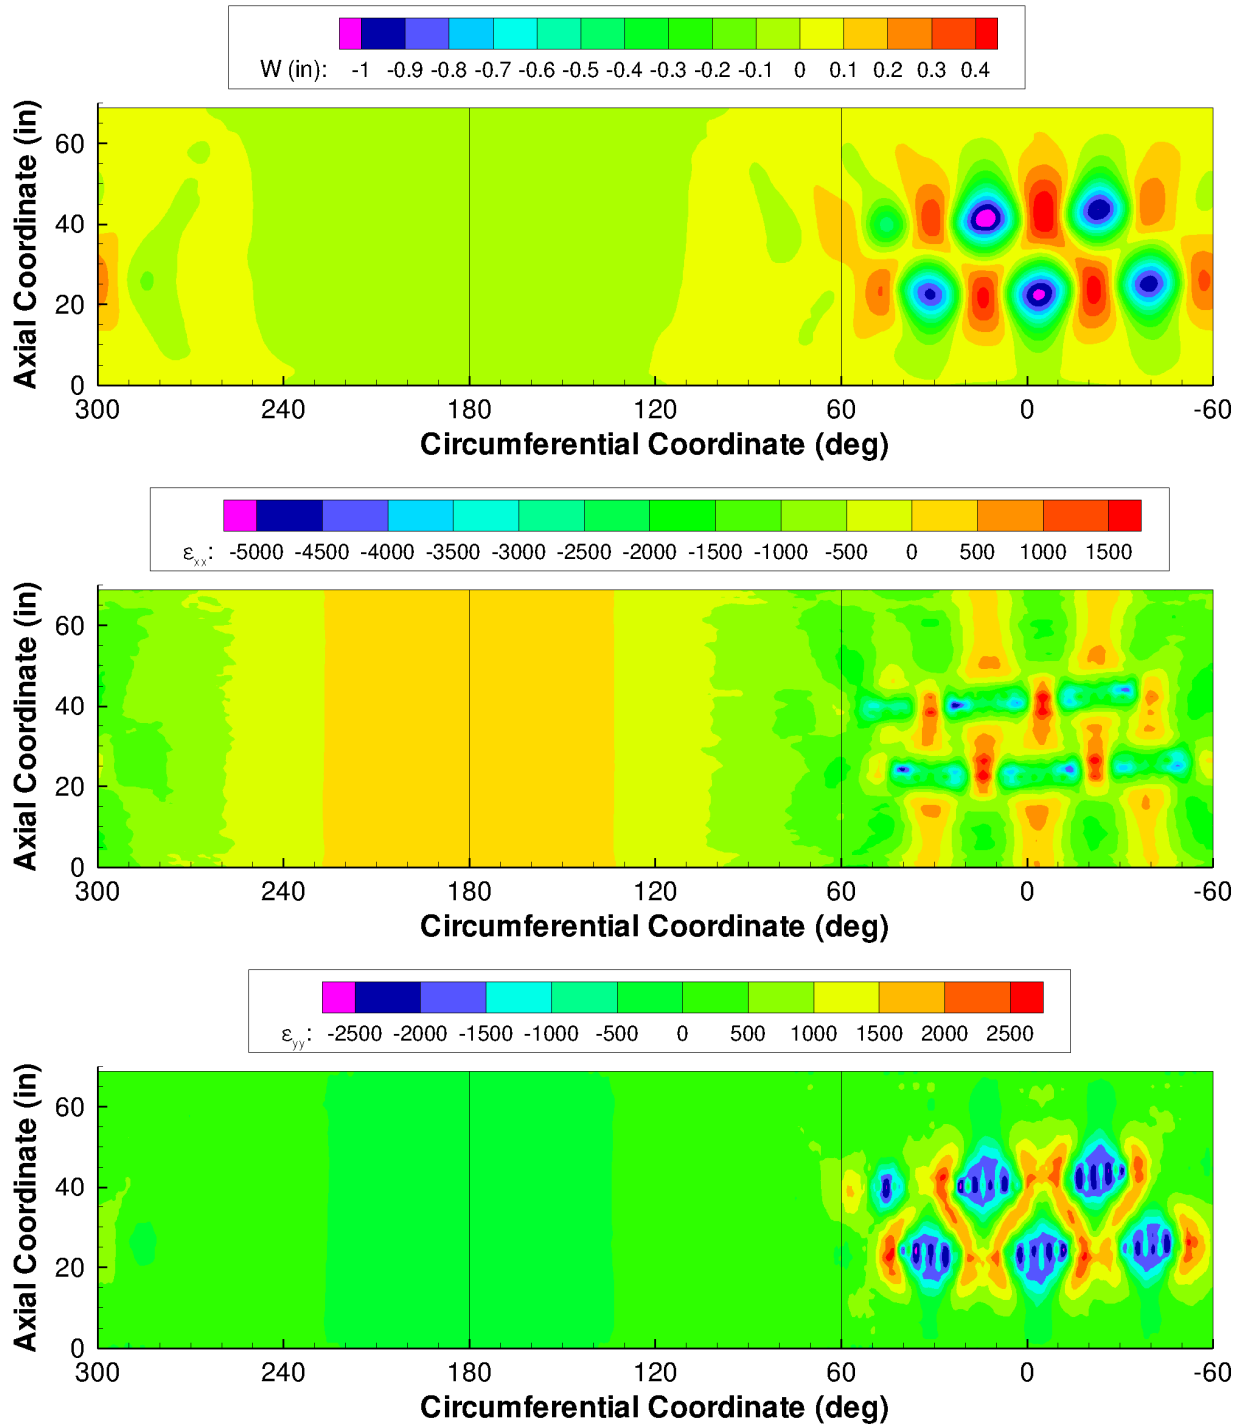 W (in): -1 -0.9 -0.8 -0.7 -0.6 -0.5 -0.4 -0.3 -0.2 -0.1 0 0.1 0.2 0.3 0.4
Axial Coordinate (in)
60
40
20
0
300 240 180 120 60 0 -60
Circumferential Coordinate (deg)
εxx: -5000 -4500 -4000 -3500 -3000 -2500 -2000 -1500 -1000 -500 0 500 1000 1500
Axial Coordinate (in)
60
40
20
0
300 240 180 120 60 0 -60
Circumferential Coordinate (deg)
εyy: -2500 -2000 -1500 -1000 -500 0 500 1000 1500 2000 2500
Axial Coordinate (in)
60
40
20
0
300 240 180 120 60 0 -60
Circumferential Coordinate (deg)